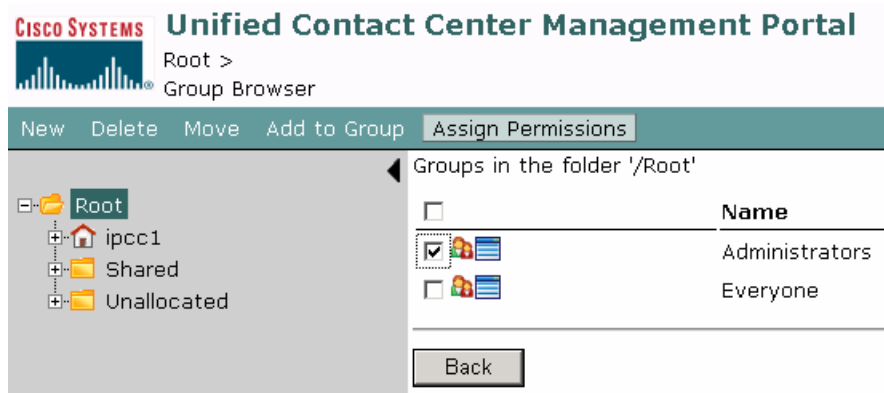 CISCO SYSTEMS
Unified Contact Center Management Portal
Root >
Group Browser
New Delete Move Add to Group Assign Permissions
Root
ipcc1
Shared
Unallocated
Groups in the folder '/Root'
Name
Administrators
Everyone
Back